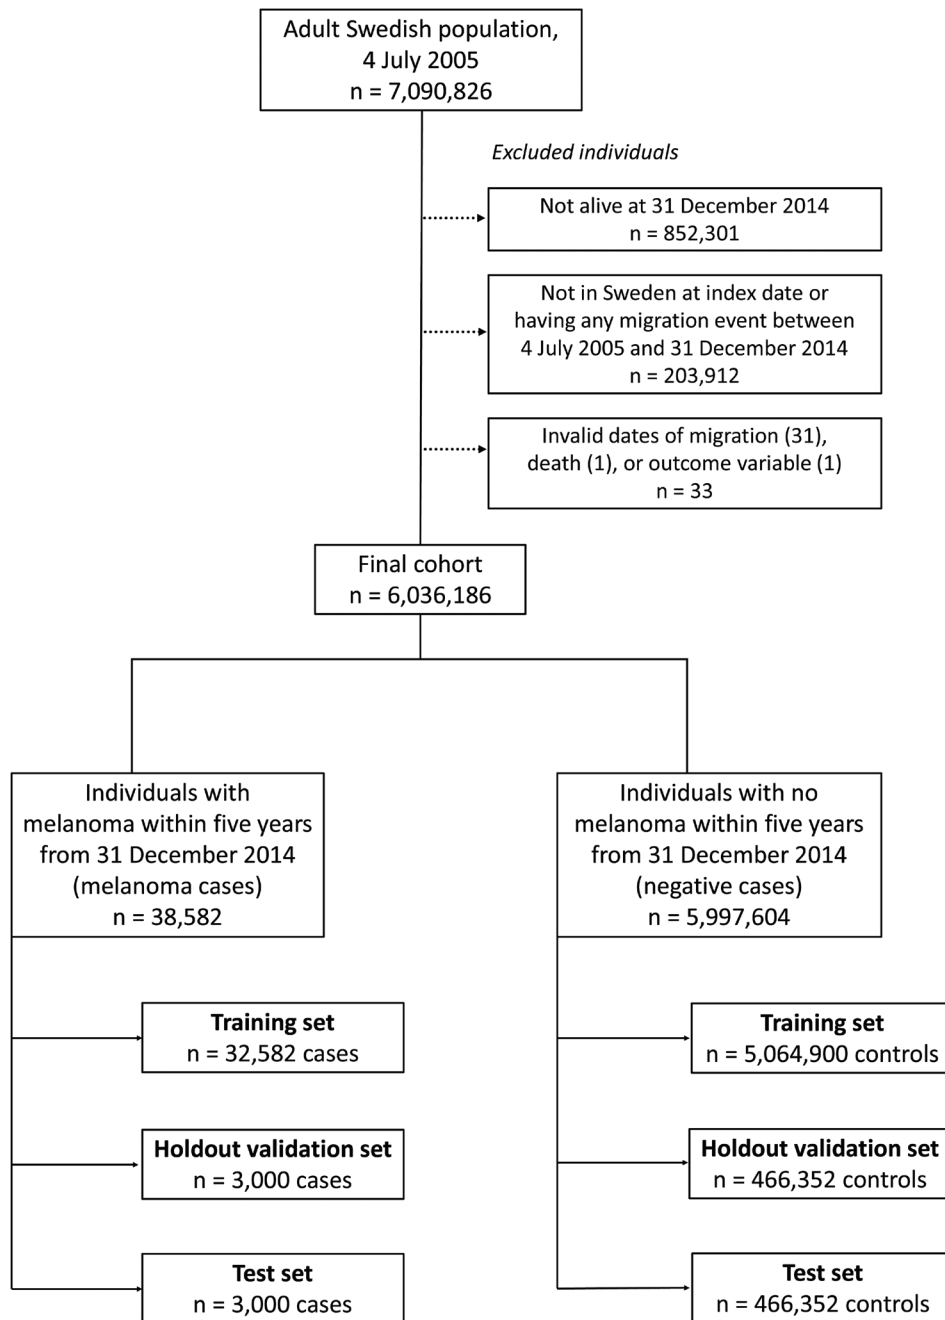 Adult Swedish population,
4 July 2005
n = 7,090,826
Excluded individuals
Not alive at 31 December 2014
n = 852,301
Not in Sweden at index date or
having any migration event between
4 July 2005 and 31 December 2014
n = 203,912
Invalid dates of migration (31),
death (1), or outcome variable (1)
n = 33
Final cohort
n = 6,036,186
Individuals with
melanoma within five years
from 31 December 2014
(melanoma cases)
n = 38,582
Individuals with no
melanoma within five years
from 31 December 2014
(negative cases)
n = 5,997,604
Training set
n = 32,582 cases
Training set
n = 5,064,900 controls
Holdout validation set
n = 3,000 cases
Holdout validation set
n = 466,352 controls
Test set
n = 3,000 cases
Test set
n = 466,352 controls